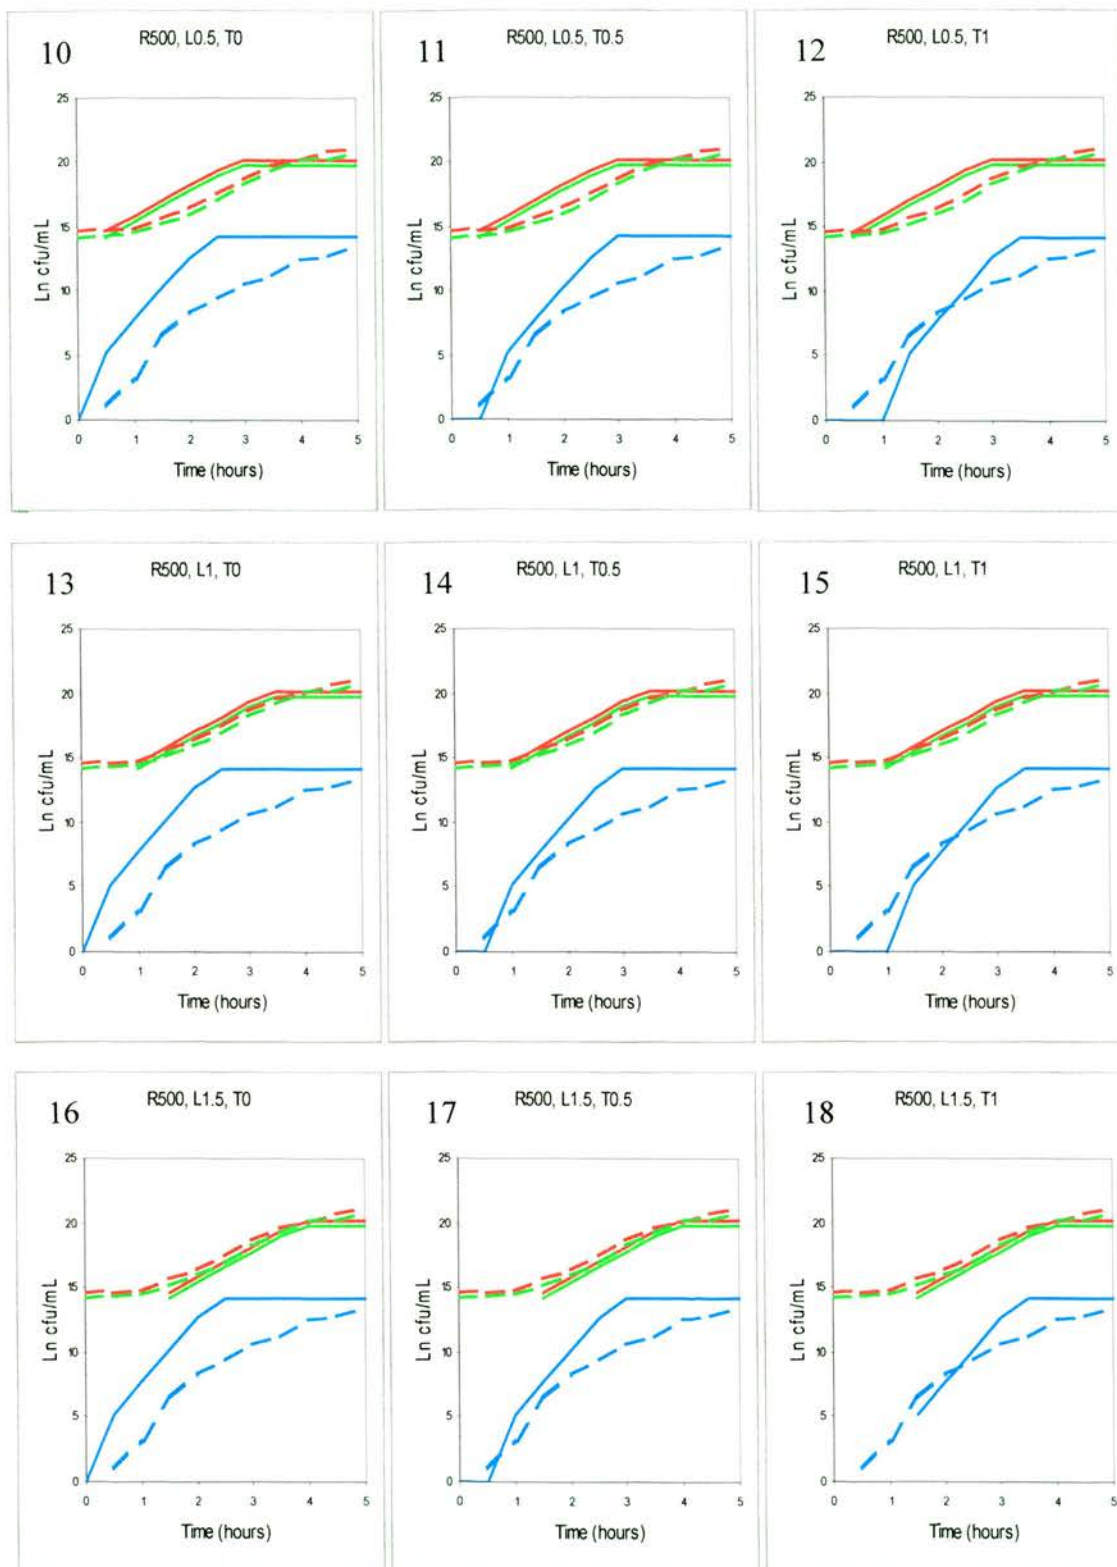 10
R500, L0.5, T0
25
20
15
10
5
0
Ln cfu/mL
0 1 2 3 4 5
Time (hours)
11
R500, L0.5, T0.5
25
20
15
10
5
0
Ln cfu/mL
0 1 2 3 4 5
Time (hours)
12
R500, L0.5, T1
25
20
15
10
5
0
Ln cfu/mL
0 1 2 3 4 5
Time (hours)
13
R500, L1, T0
25
20
15
10
5
0
Ln cfu/mL
0 1 2 3 4 5
Time (hours)
14
R500, L1, T0.5
25
20
15
10
5
0
Ln cfu/mL
0 1 2 3 4 5
Time (hours)
15
R500, L1, T1
25
20
15
10
5
0
Ln cfu/mL
0 1 2 3 4 5
Time (hours)
16
R500, L1.5, T0
25
20
15
10
5
0
Ln cfu/mL
0 1 2 3 4 5
Time (hours)
17
R500, L1.5, T0.5
25
20
15
10
5
0
Ln cfu/mL
0 1 2 3 4 5
Time (hours)
18
R500, L1.5, T1
25
20
15
10
5
0
Ln cfu/mL
0 1 2 3 4 5
Time (hours)